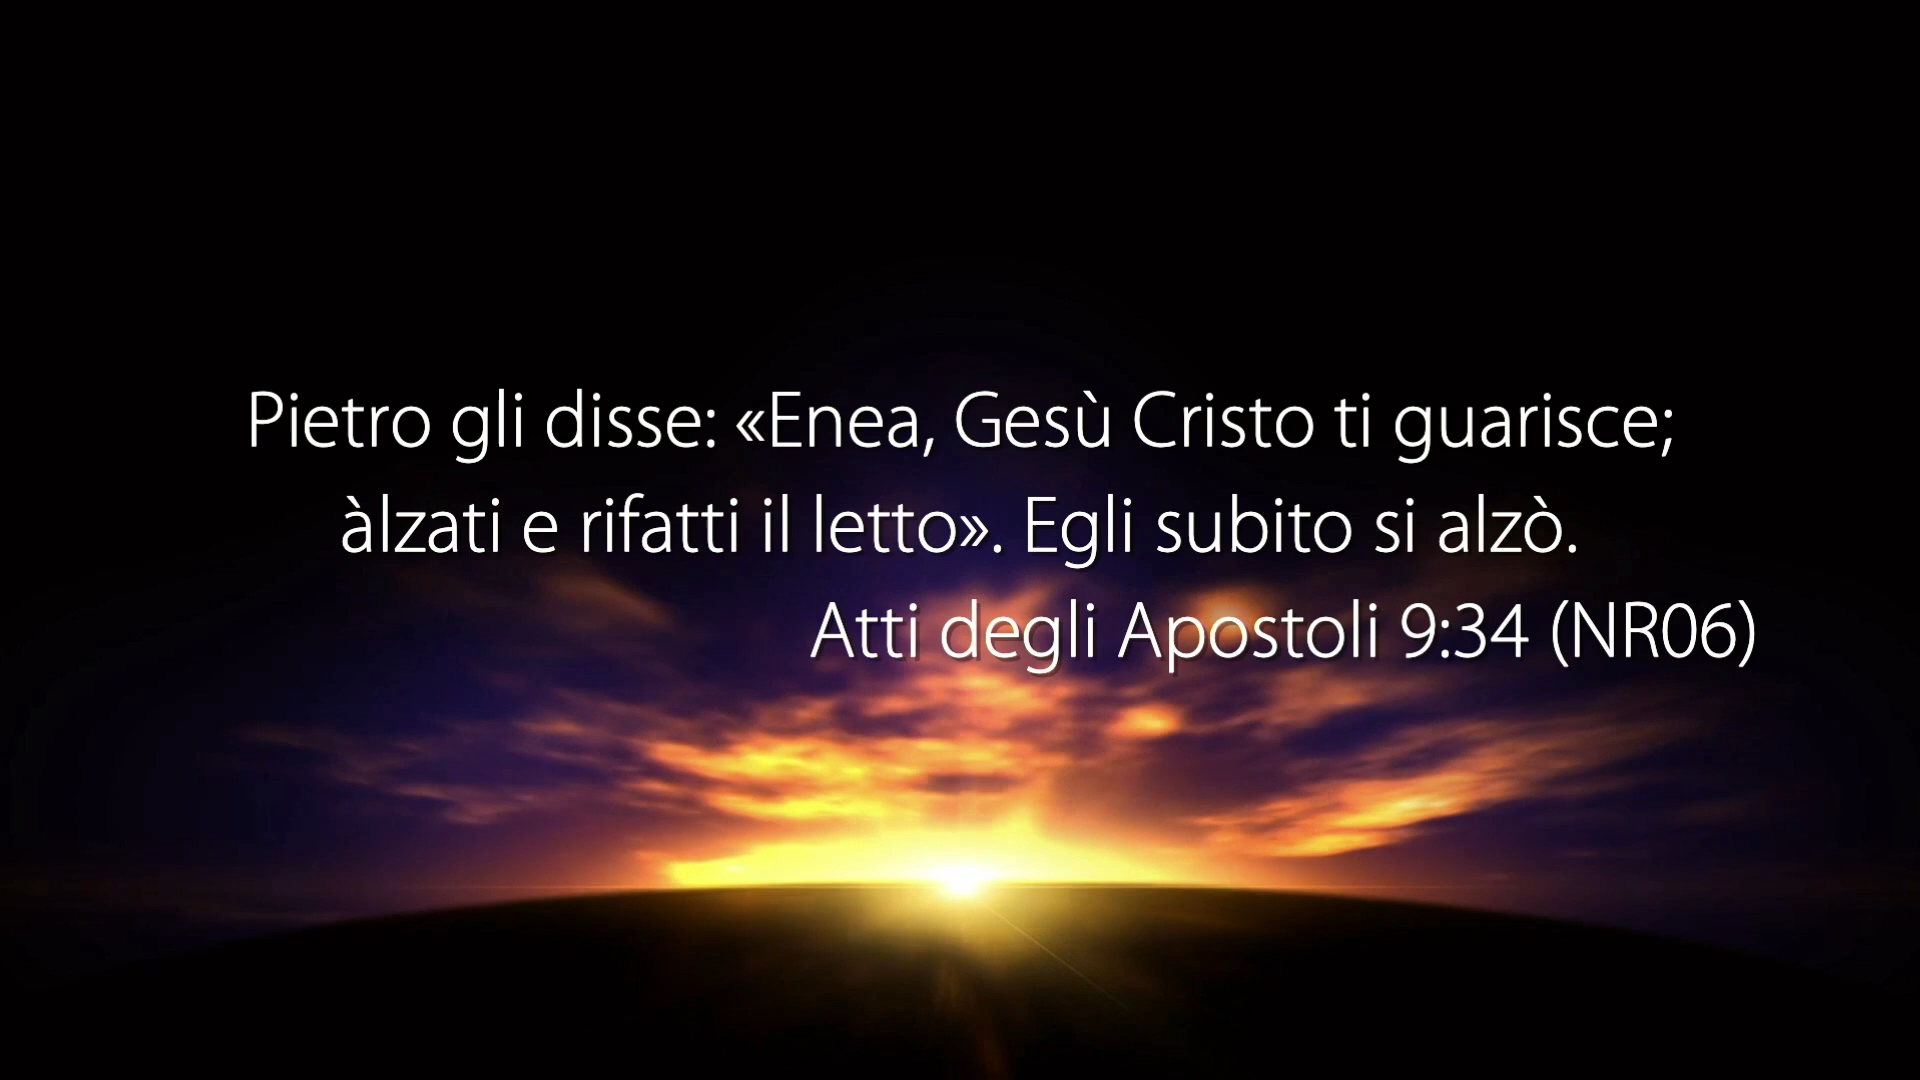 Pietro gli disse: «Enea, Gesù Cristo ti guarisce;
àlzati e rifatti il letto». Egli subito si alzò.
Atti degli Apostoli 9:34 (NR06)